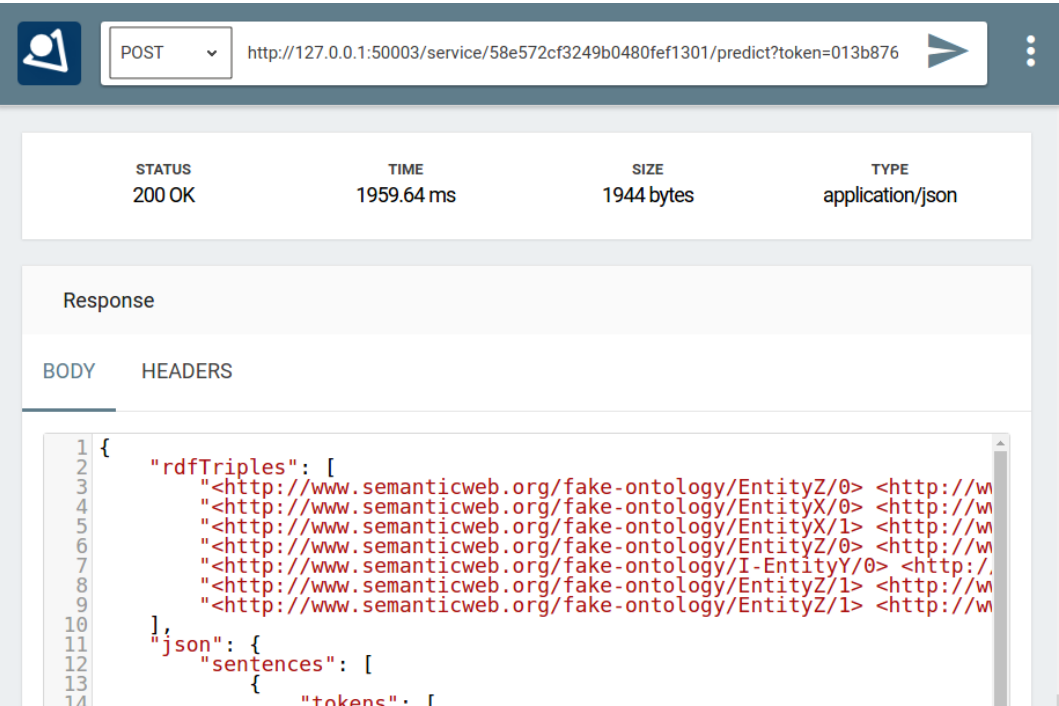 POST http://127.0.0.1:50003/service/58e572cf3249b0480fef1301/predict?token=013b876
STATUS TIME SIZE TYPE
200 OK 1959.64 ms 1944 bytes application/json
Response
BODY HEADERS
1 {
2 "rdfTriples": [
3 "<http://www.semanticweb.org/fake-ontology/EntityZ/0> <http://w
4 "<http://www.semanticweb.org/fake-ontology/EntityX/0> <http://w
5 "<http://www.semanticweb.org/fake-ontology/EntityX/1> <http://w
6 "<http://www.semanticweb.org/fake-ontology/EntityZ/0> <http://w
7 "<http://www.semanticweb.org/fake-ontology/I-EntityY/0> <http:/
8 "<http://www.semanticweb.org/fake-ontology/EntityZ/1> <http://w
9 "<http://www.semanticweb.org/fake-ontology/EntityZ/1> <http://w
10 ],
11 "json": {
12 "sentences": [
13 {
14 "tokens": [